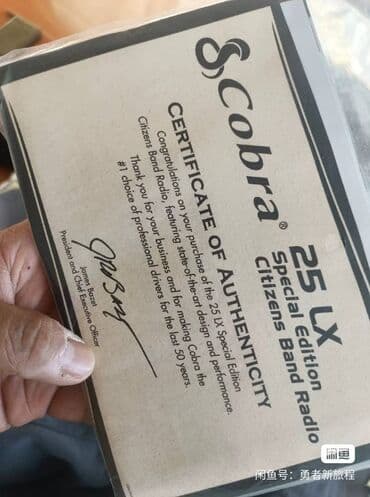 Cobra®
25 LX
Special Edition
Citizens Band Radio
CERTIFICATE OF AUTHENTICITY
Congratulations on your purchase of the 25 LX Special Edition
Citizens Band Radio, featuring state-of-the-art design and performance.
Thank you for your business and for making Cobra the
#1 choice of professional drivers for the last 50 years.
James Bazet
President and Chief Executive Officer
闲鱼
闲鱼号：勇者新旅程